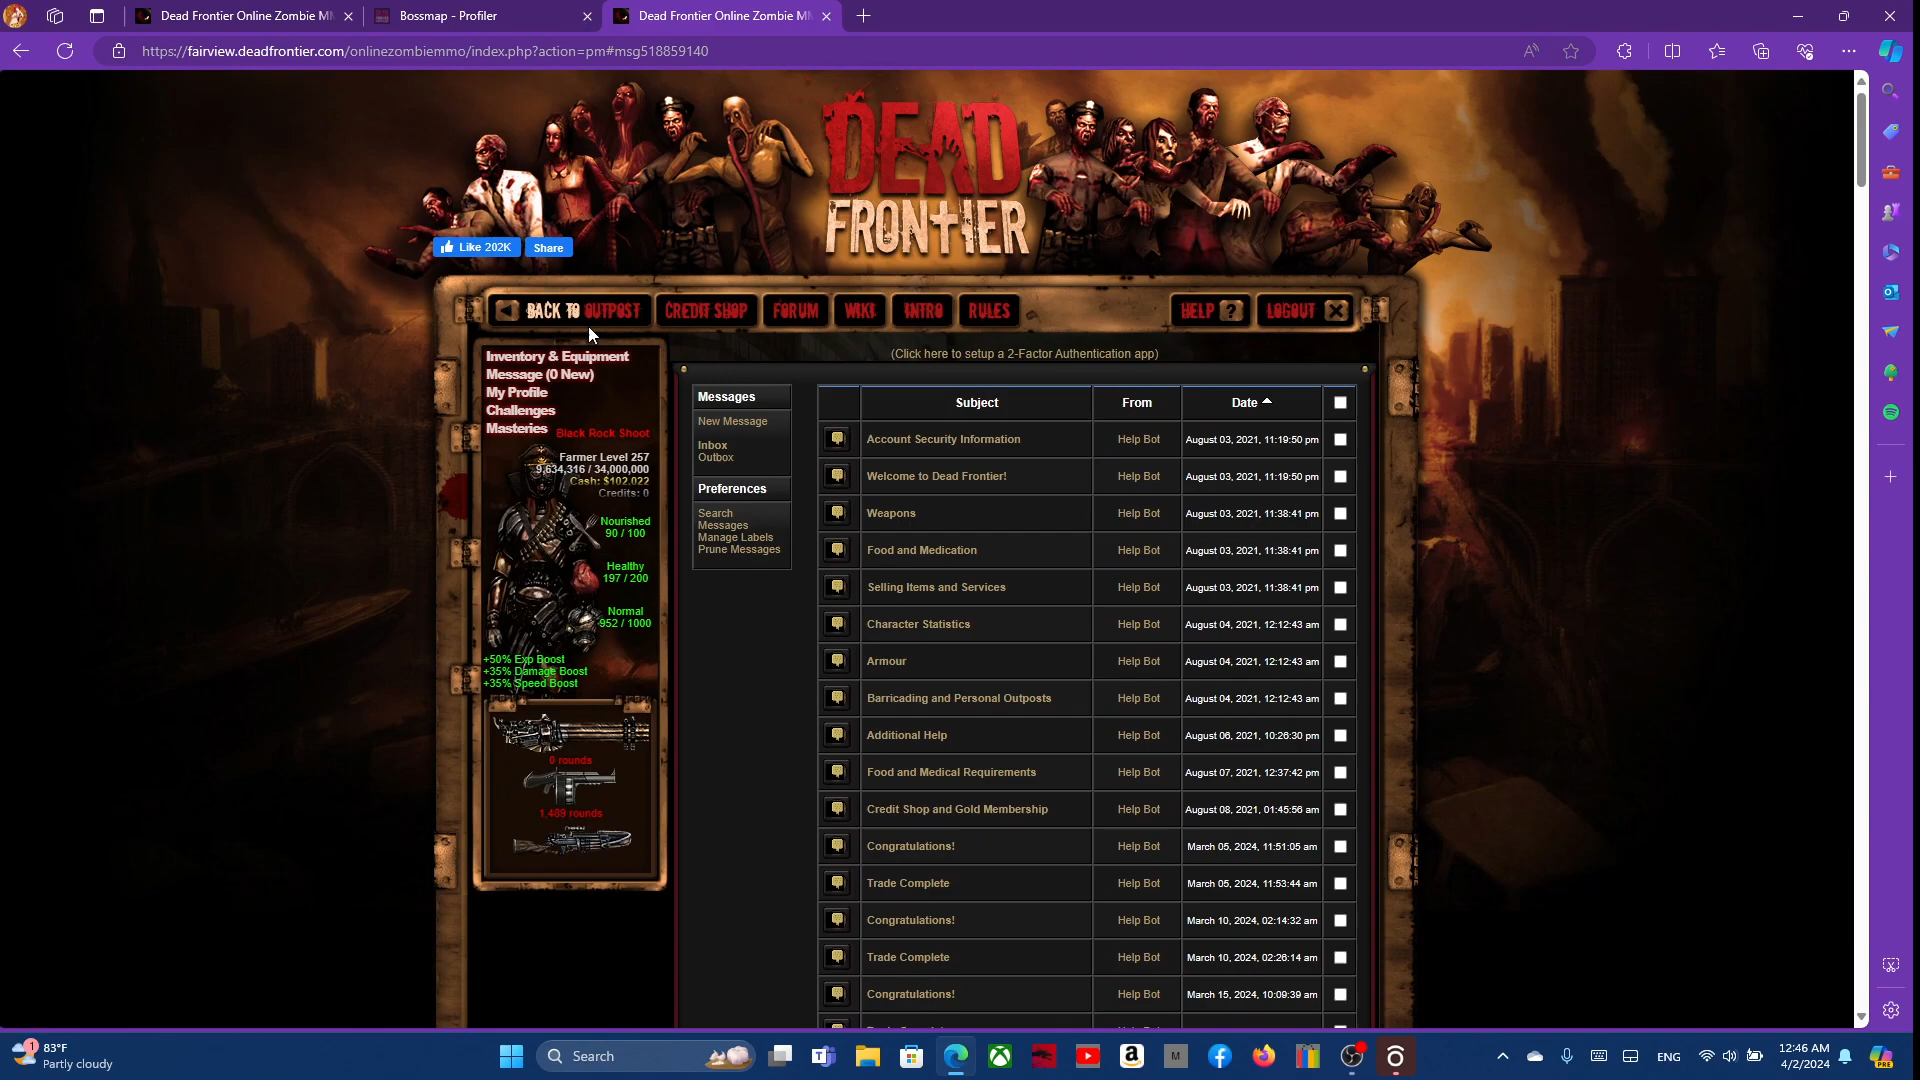 Dead Frontier Online Zombie MM
Bossmap - Profiler
Dead Frontier Online Zombie MM
https://fairview.deadfrontier.com/onlinezombiemmo/index.php?action=pm#msg518859140
DEAD
FRONTIER
Like 202K
Share
BACK TO OUTPOST
CREDIT SHOP
FORUM
WIKI
INTRO
RULES
HELP ?
LOGOUT X
(Click here to setup a 2-Factor Authentication app)
Inventory & Equipment
Message (0 New)
My Profile
Challenges
Masteries
Black Rock Shoot
Farmer Level 257
9,634,316 / 34,000,000
Cash: $102,022
Credits: 0
Nourished
90 / 100
Healthy
197 / 200
Normal
952 / 1000
+50% Exp Boost
+35% Damage Boost
+35% Speed Boost
0 rounds
1,489 rounds
Messages
New Message
Inbox
Outbox
Preferences
Search
Messages
Manage Labels
Prune Messages
Subject From Date
Account Security Information Help Bot August 03, 2021, 11:19:50 pm
Welcome to Dead Frontier! Help Bot August 03, 2021, 11:19:50 pm
Weapons Help Bot August 03, 2021, 11:38:41 pm
Food and Medication Help Bot August 03, 2021, 11:38:41 pm
Selling Items and Services Help Bot August 03, 2021, 11:38:41 pm
Character Statistics Help Bot August 04, 2021, 12:12:43 am
Armour Help Bot August 04, 2021, 12:12:43 am
Barricading and Personal Outposts Help Bot August 04, 2021, 12:12:43 am
Additional Help Help Bot August 06, 2021, 10:26:30 pm
Food and Medical Requirements Help Bot August 07, 2021, 12:37:42 pm
Credit Shop and Gold Membership Help Bot August 08, 2021, 01:45:56 am
Congratulations! Help Bot March 05, 2024, 11:51:05 am
Trade Complete Help Bot March 05, 2024, 11:53:44 am
Congratulations! Help Bot March 10, 2024, 02:14:32 am
Trade Complete Help Bot March 10, 2024, 02:26:14 am
Congratulations! Help Bot March 15, 2024, 10:09:39 am
1
83°F
Partly cloudy
Search
M
ENG
12:46 AM
4/2/2024
PRE